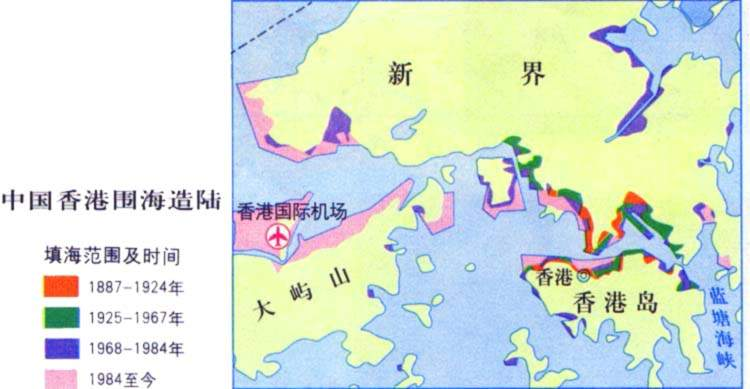 中国香港围海造陆
填海范围及时间
1887-1924年
1925-1967年
1968-1984年
1984至今
新界
香港国际机场
大屿山
香港
香港岛
蓝塘海峡